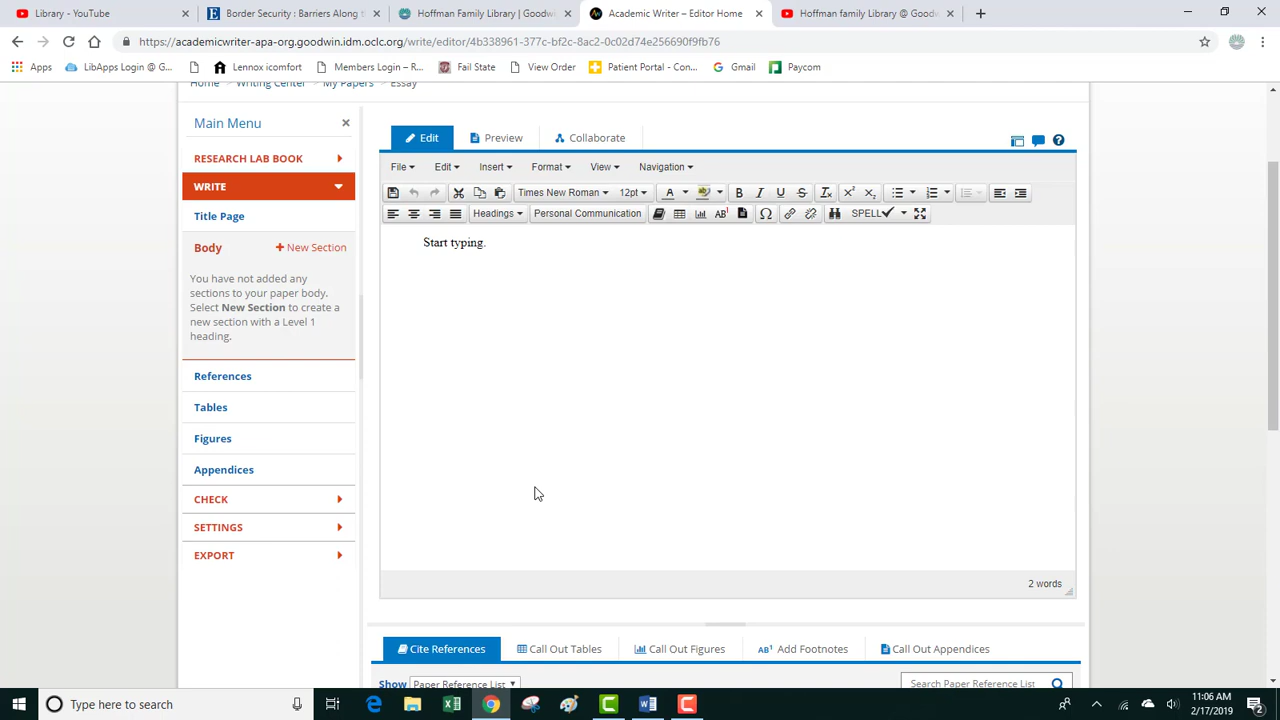 Library - YouTube
Border Security : Barriers Along t
Hoffman Family Library | Goodw
Academic Writer – Editor Home
Hoffman family Library @ Goodw
https://academicwriter-apa-org.goodwin.idm.oclc.org/write/editor/4b338961-377c-bf2c-8ac2-0c02d74e256690f9fb76
Apps
LibApps @ G...
Lennox icomfort
Members Login – R...
Fail State
View Order
Patient Portal - Con...
Gmail
Paycom
Home
Writing Center
My Papers
Essay
Main Menu
RESEARCH LAB BOOK
WRITE
Title Page
Body
+ New Section
You have not added any
sections to your paper body.
Select New Section to create a
new section with a Level 1
heading.
References
Tables
Figures
Appendices
CHECK
SETTINGS
EXPORT
Edit
Preview
Collaborate
File
Edit
Insert
Format
View
Navigation
Times New Roman
12pt
Headings
Personal Communication
SPELL
Start typing.
2 words
Cite References
Call Out Tables
Call Out Figures
AB¹ Add Footnotes
Call Out Appendices
Show
Paper Reference List
Search Paper Reference List
Type here to search
11:06 AM
2/17/2019